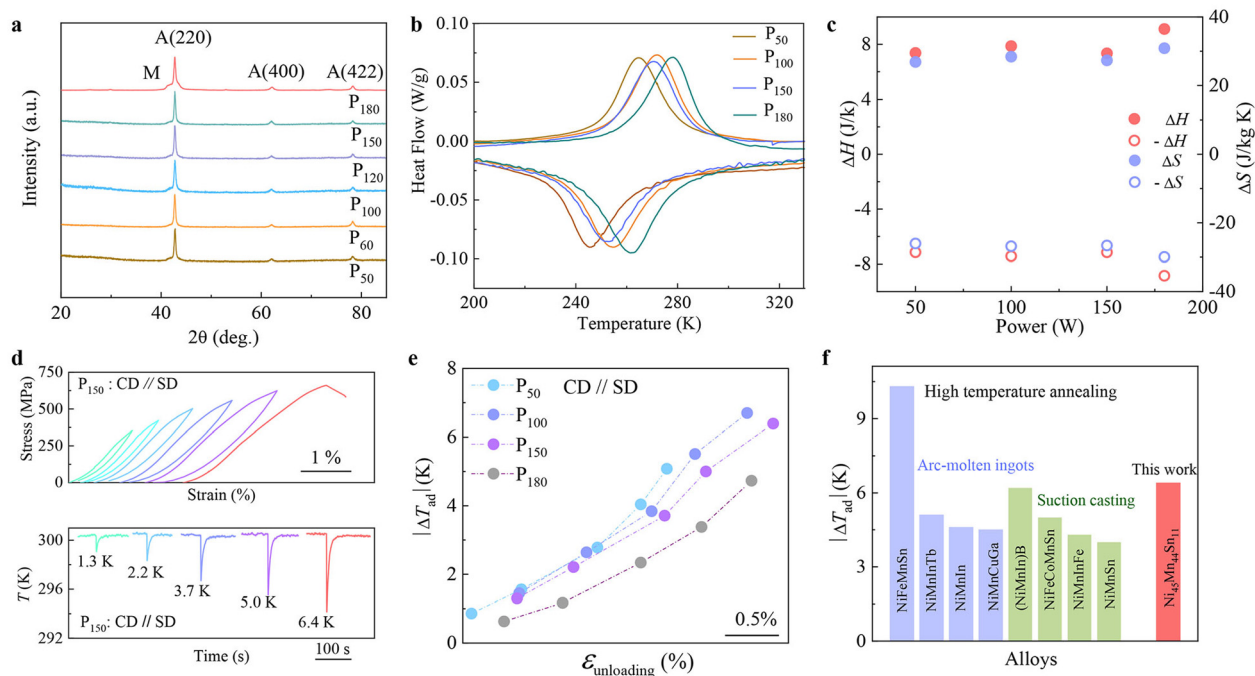 a
Intensity (a.u.)
A(220)
M
A(400)
A(422)
P180
P150
P120
P100
P60
P50
20
40
60
80
2θ (deg.)
b
Heat Flow (W/g)
0.10
0.05
0.00
-0.05
-0.10
P50
P100
P150
P180
200
240
280
320
Temperature (K)
c
ΔH (J/k)
8
4
0
-4
-8
ΔH
- ΔH
ΔS
- ΔS
40
30
20
10
0
-10
-20
-30
-40
ΔS (J/kg K)
50
100
150
200
Power (W)
d
Stress (MPa)
750
500
250
0
P150 : CD // SD
1 %
Strain (%)
T (K)
300
296
292
1.3 K
2.2 K
3.7 K
5.0 K
6.4 K
P150: CD // SD
Time (s)
100 s
e
|ΔTad| (K)
8
6
4
2
0
P50
P100
P150
P180
CD // SD
0.5%
εunloading (%)
f
|ΔTad| (K)
9
6
3
0
High temperature annealing
Arc-molten ingots
Suction casting
This work
NiFeMnSn
NiMnInTb
NiMnIn
NiMnCuGa
(NiMnIn)B
NiFeCoMnSn
NiMnInFe
NiMnSn
Ni45Mn44Sn11
Alloys